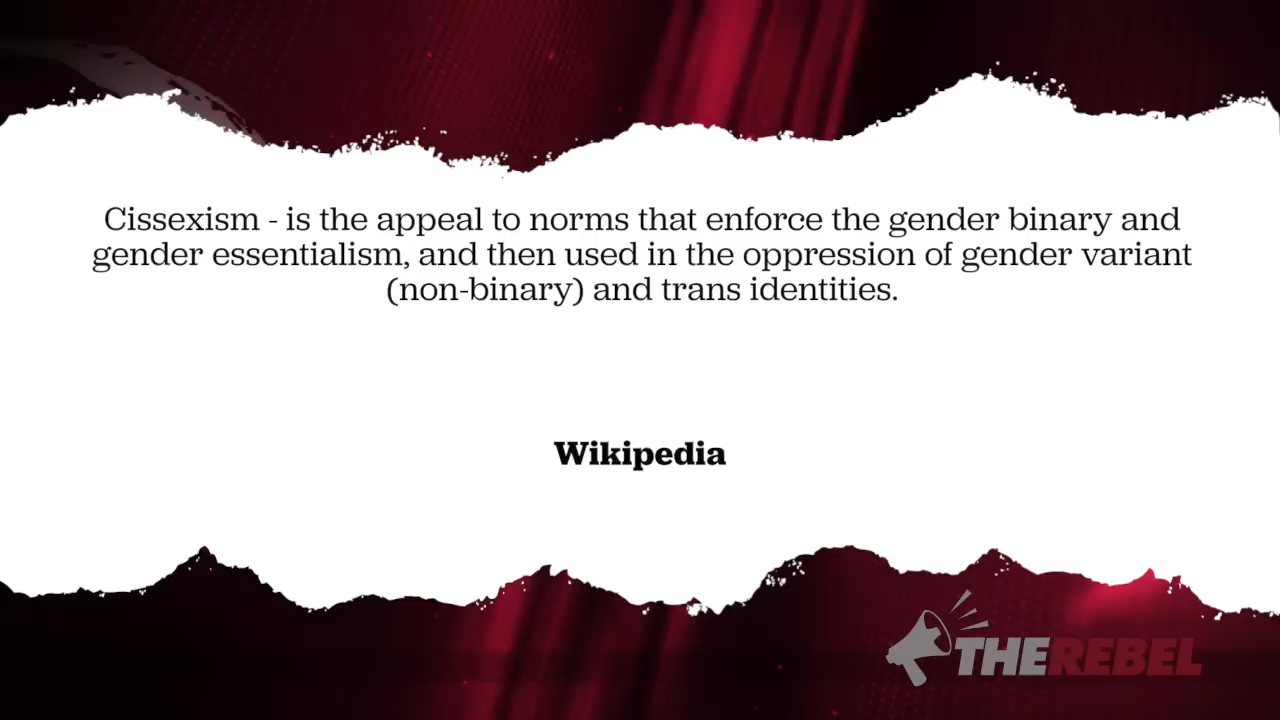 Cissexism - is the appeal to norms that enforce the gender binary and
gender essentialism, and then used in the oppression of gender variant
(non-binary) and trans identities.
Wikipedia
THEREBEL